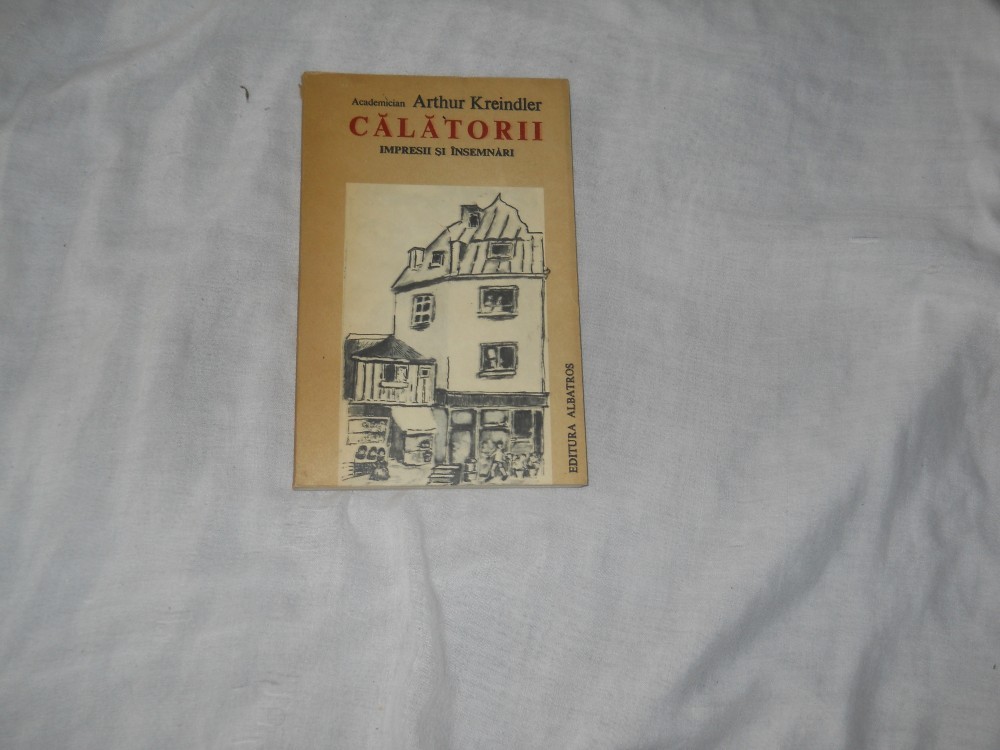 Academician Arthur Kreindler
CĂLĂTORII
IMPRESII ȘI ÎNSEMNĂRI
EDITURA ALBATROS